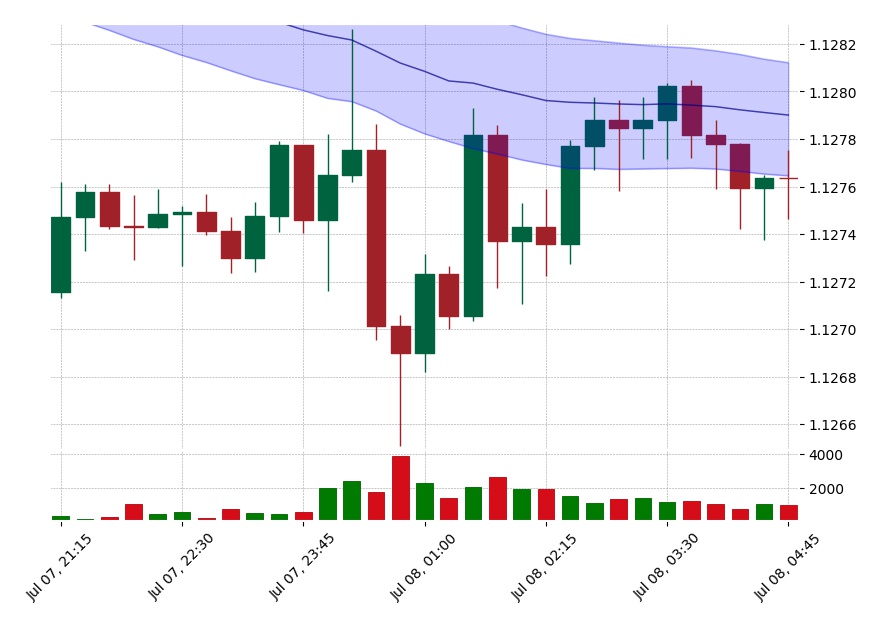 1.1282
1.1280
1.1278
1.1276
1.1274
1.1272
1.1270
1.1268
1.1266
4000
2000
Jul 07, 21:15
Jul 07, 22:30
Jul 07, 23:45
Jul 08, 01:00
Jul 08, 02:15
Jul 08, 03:30
Jul 08, 04:45